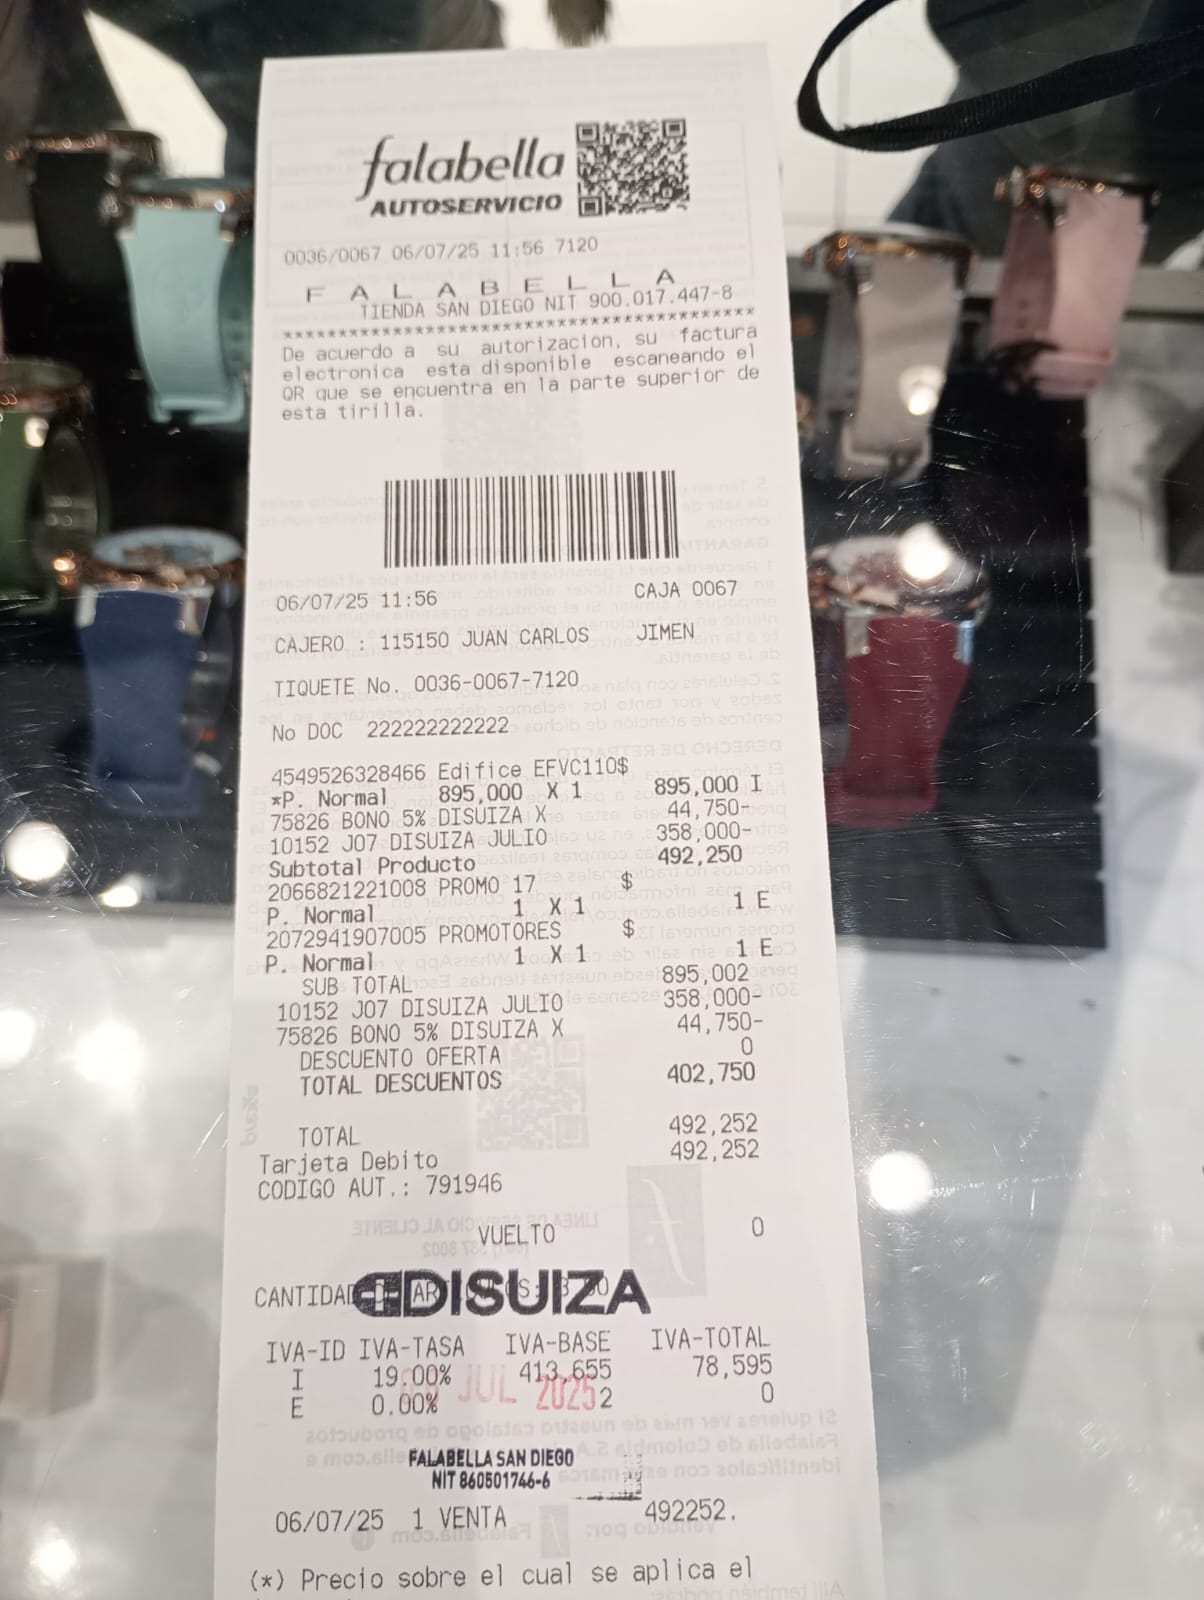 falabella
AUTOSERVICIO
0036/0067 06/07/25 11:56 7120
F A L A B E L L A
TIENDA SAN DIEGO NIT 900.017.447-8
******************************************
De acuerdo a su autorizacion, su factura
electronica esta disponible escaneando el
QR que se encuentra en la parte superior de
esta tirilla.
06/07/25 11:56 CAJA 0067
CAJERO : 115150 JUAN CARLOS JIMEN
TIQUETE No. 0036-0067-7120
No DOC 222222222222
4549526328466 Edifice EFVC110$
*P. Normal 895,000 X 1 895,000 I
75826 BONO 5% DISUIZA X 44,750-
10152 J07 DISUIZA JULIO 358,000-
Subtotal Producto 492,250
2066821221008 PROMO 17 $
P. Normal 1 X 1 1 E
2072941907005 PROMOTORES $
P. Normal 1 X 1 1 E
SUB TOTAL 895,002
10152 J07 DISUIZA JULIO 358,000-
75826 BONO 5% DISUIZA X 44,750-
DESCUENTO OFERTA 0
TOTAL DESCUENTOS 402,750
TOTAL 492,252
Tarjeta Debito 492,252
CODIGO AUT.: 791946
VUELTO 0
CANTIDAD
DISUIZA
IVA-ID IVA-TASA IVA-BASE IVA-TOTAL
I 19.00% 413,655 78,595
E 0.00% 2 0
JUL 2025
FALABELLA SAN DIEGO
NIT 860501746-6
06/07/25 1 VENTA 492252.
(*) Precio sobre el cual se aplica el